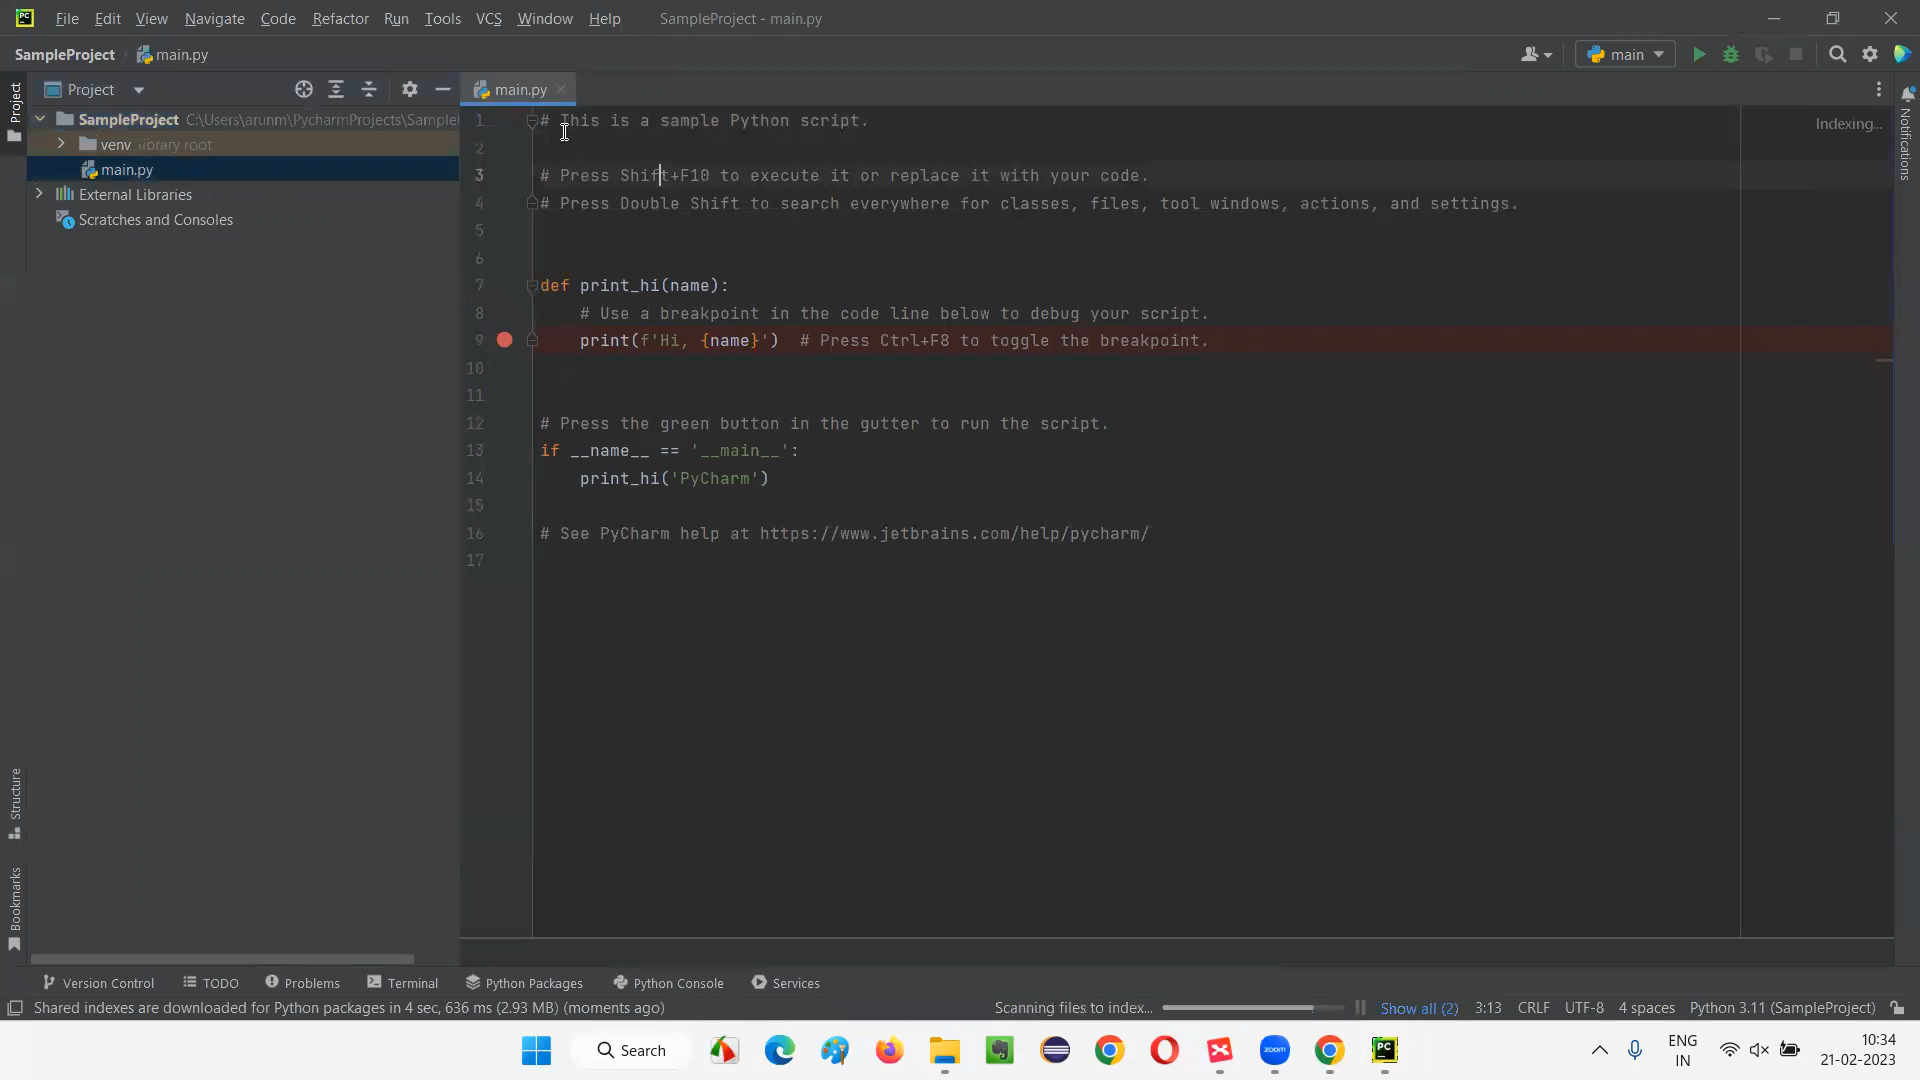 PC File Edit View Navigate Code Refactor Run Tools VCS Window Help SampleProject - main.py
SampleProject main.py main
Project Project main.py
SampleProject C:\Users\arunm\PycharmProjects\Sampl
venv library root
main.py
External Libraries
Scratches and Consoles
1 # This is a sample Python script.
Indexing...
2
3 # Press Shift+F10 to execute it or replace it with your code.
4 # Press Double Shift to search everywhere for classes, files, tool windows, actions, and settings.
5
6
7 def print_hi(name):
8 # Use a breakpoint in the code line below to debug your script.
9 print(f'Hi, {name}') # Press Ctrl+F8 to toggle the breakpoint.
10
11
12 # Press the green button in the gutter to run the script.
13 if __name__ == '__main__':
14 print_hi('PyCharm')
15
16 # See PyCharm help at https://www.jetbrains.com/help/pycharm/
17
Notifications
Structure
Bookmarks
Version Control TODO Problems Terminal Python Packages Python Console Services
Shared indexes are downloaded for Python packages in 4 sec, 636 ms (2.93 MB) (moments ago) Scanning files to index... Show all (2) 3:13 CRLF UTF-8 4 spaces Python 3.11 (SampleProject)
Search zoom PC ENG 10:34
IN 21-02-2023